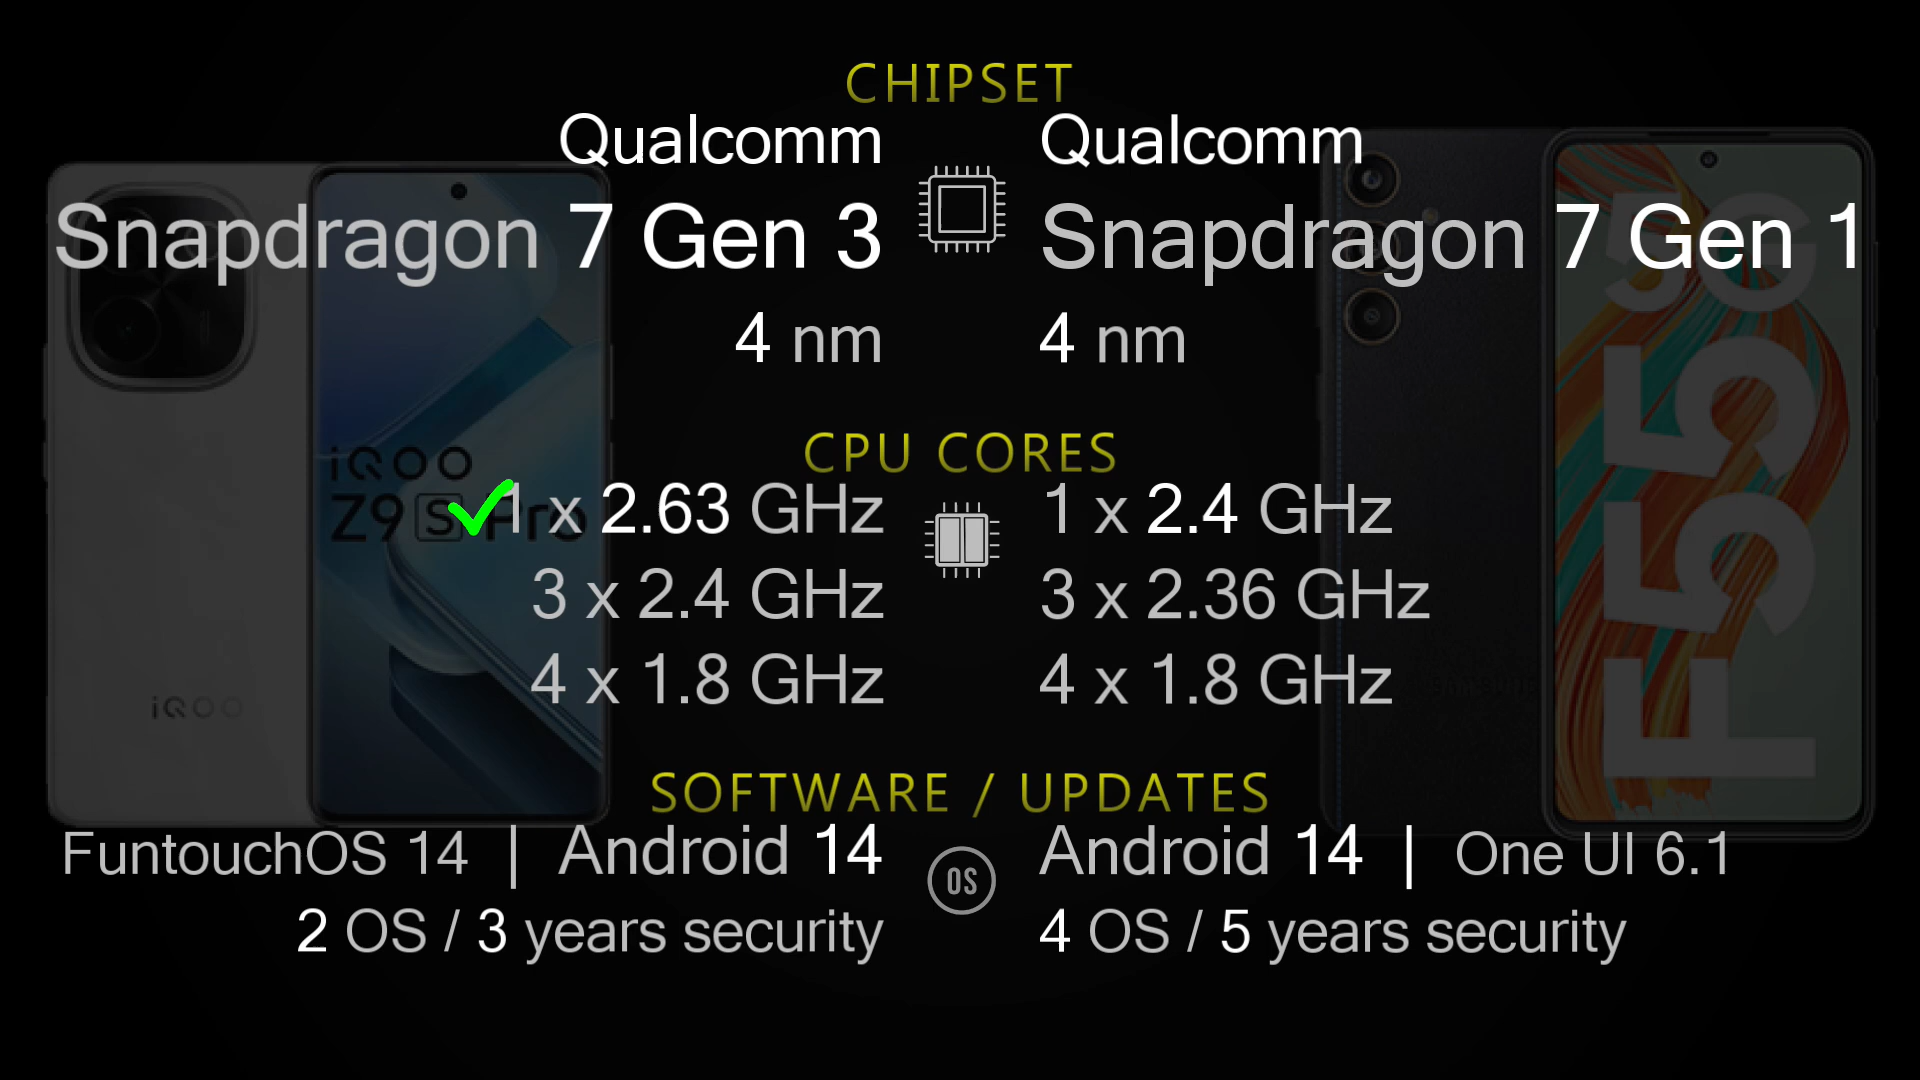 CHIPSET
Qualcomm
Snapdragon 7 Gen 3
4 nm
Qualcomm
Snapdragon 7 Gen 1
4 nm
CPU CORES
1 x 2.63 GHz
3 x 2.4 GHz
4 x 1.8 GHz
1 x 2.4 GHz
3 x 2.36 GHz
4 x 1.8 GHz
SOFTWARE / UPDATES
FuntouchOS 14 | Android 14
2 OS / 3 years security
Android 14 | One UI 6.1
4 OS / 5 years security
OS
iQOO
Z9 S Pro
iQOO
F55 5G